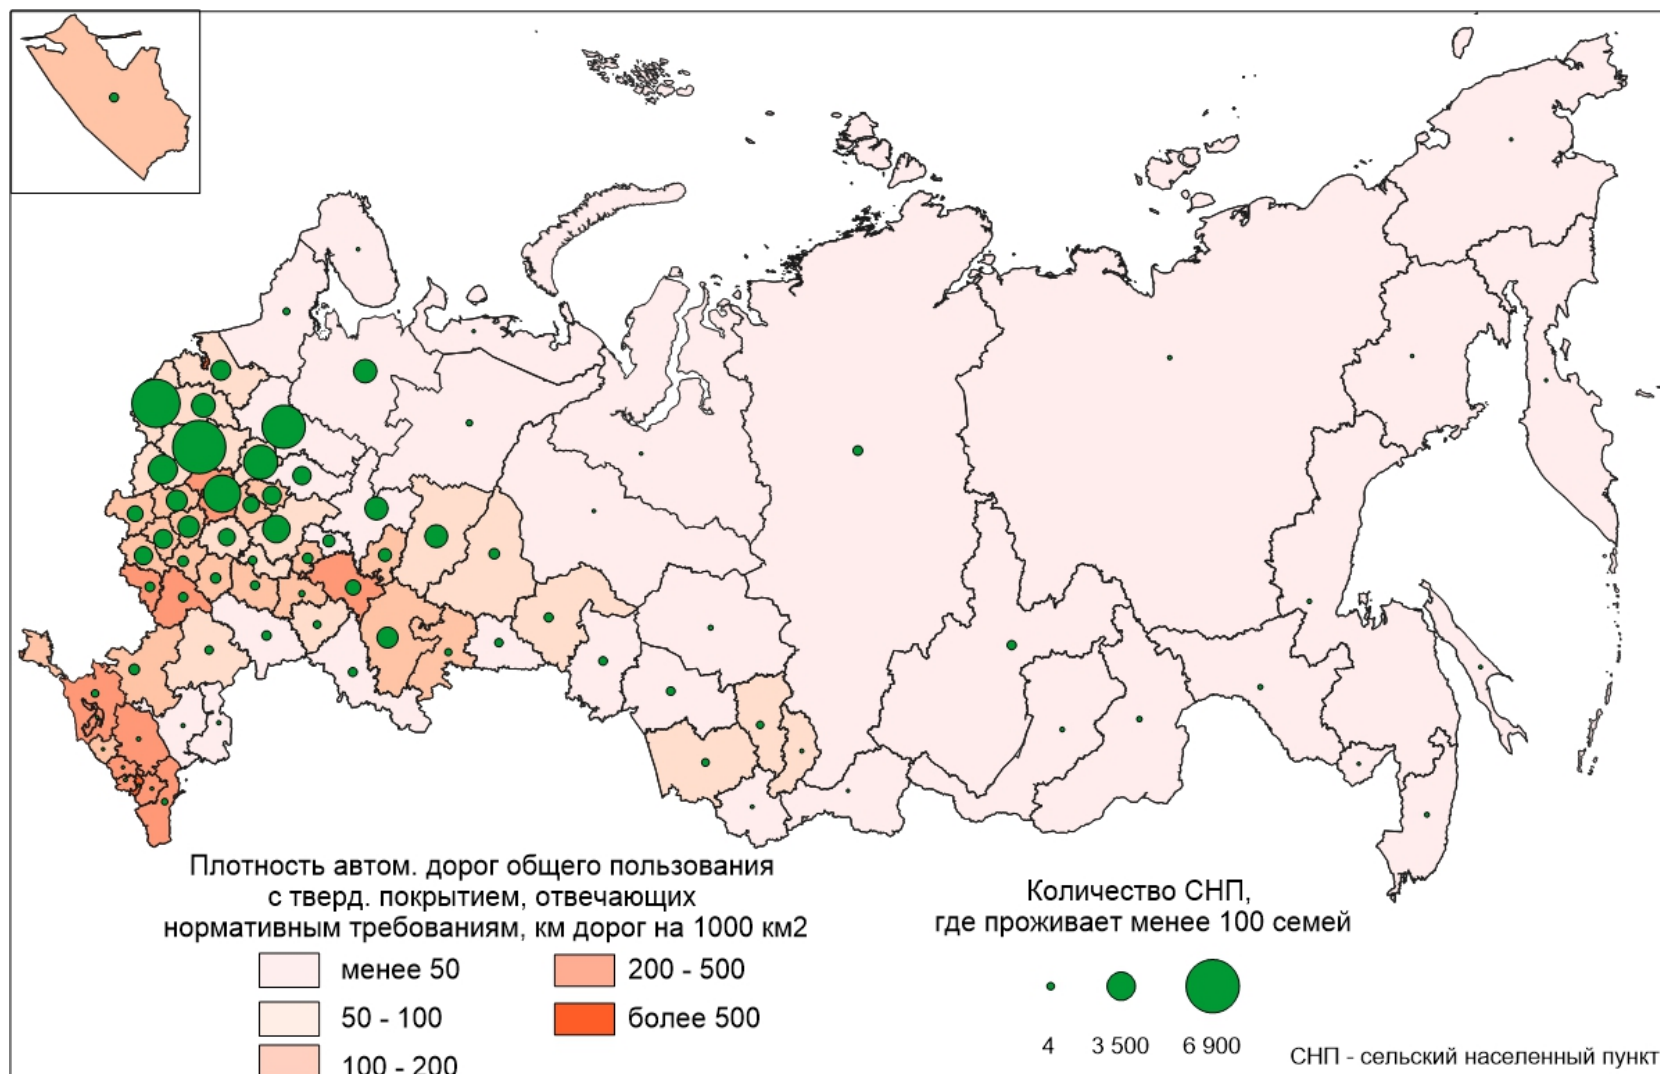 Плотность автом. дорог общего пользования
с тверд. покрытием, отвечающих
нормативным требованиям, км дорог на 1000 км2
менее 50
50 - 100
100 - 200
200 - 500
более 500
Количество СНП,
где проживает менее 100 семей
4 3 500 6 900
СНП - сельский населенный пункт